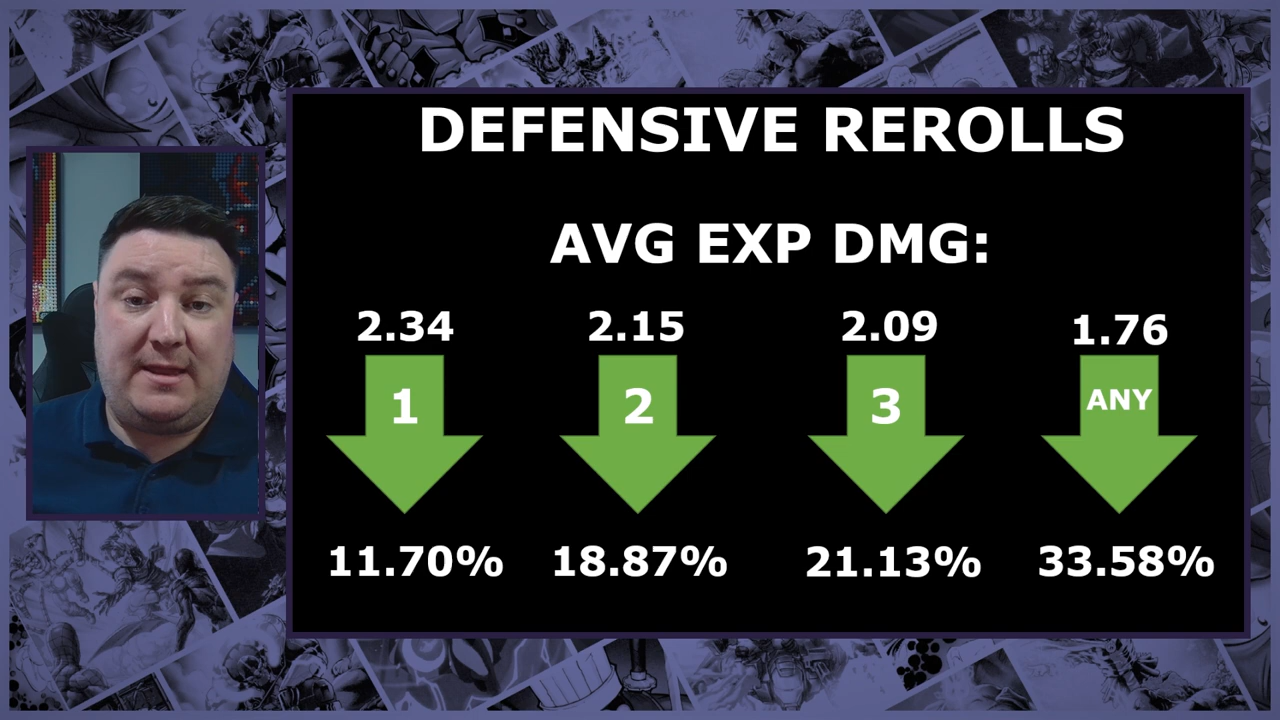 DEFENSIVE REROLLS
AVG EXP DMG:
2.34 2.15 2.09 1.76
1 2 3 ANY
11.70% 18.87% 21.13% 33.58%